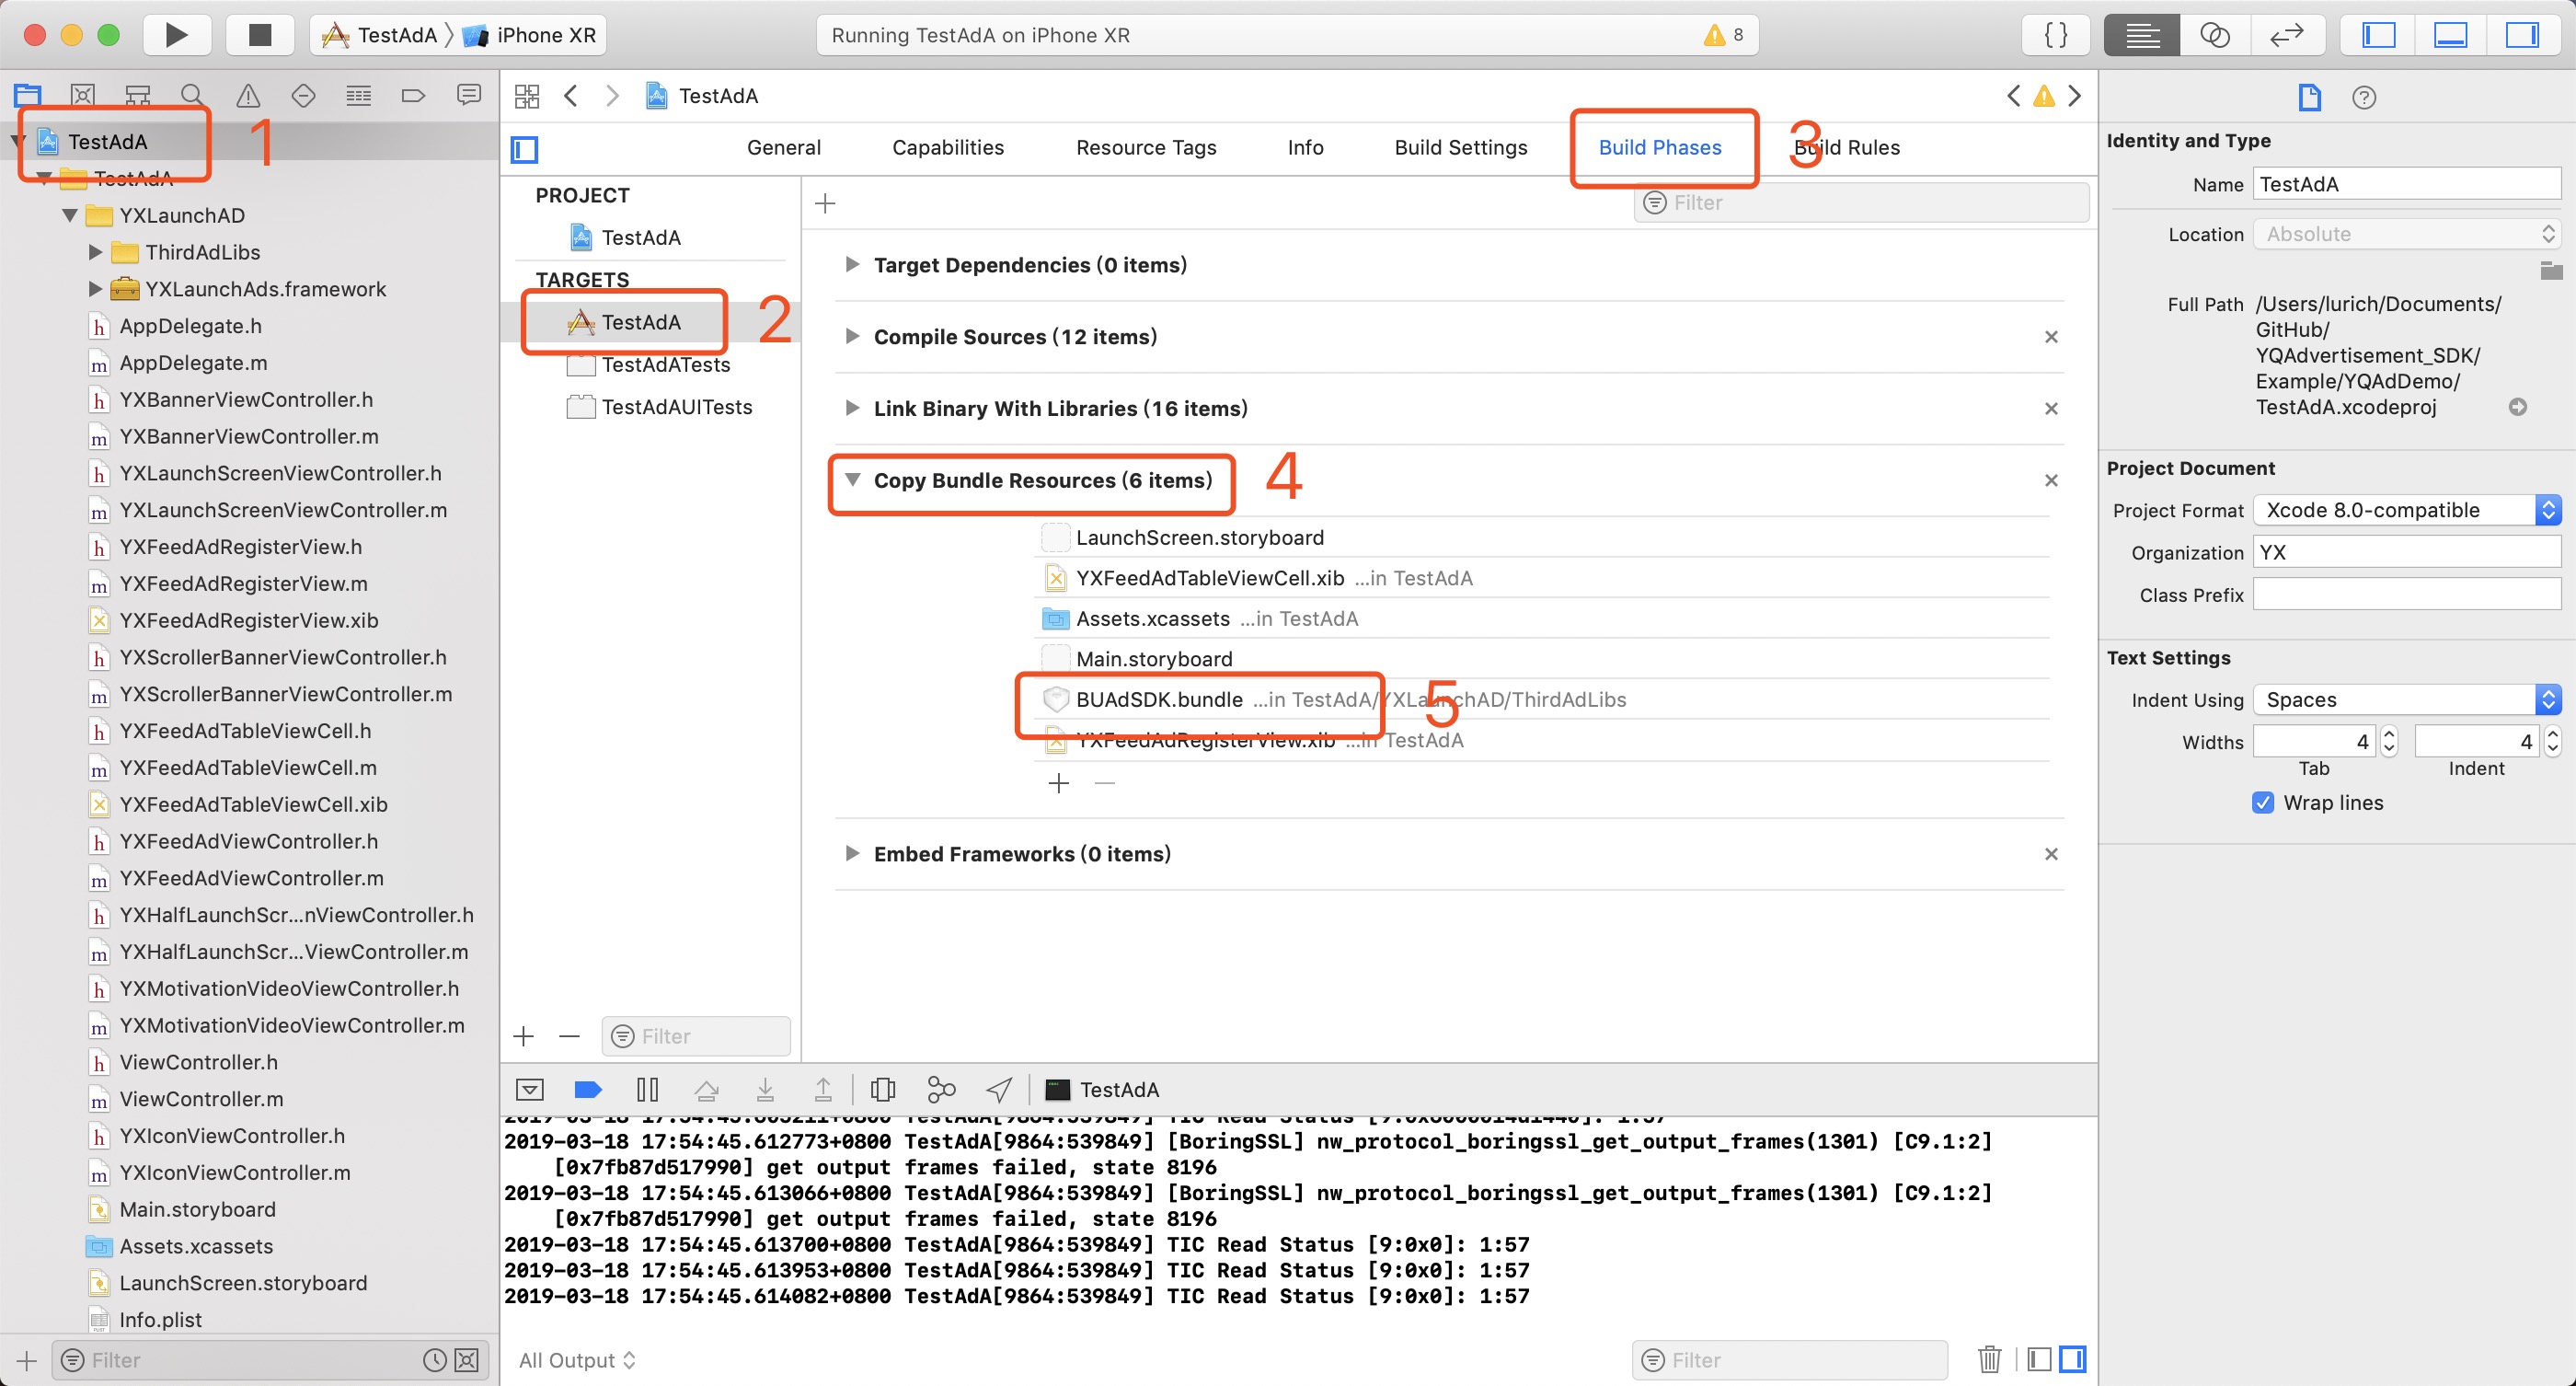 TestAdA
iPhone XR
Running TestAdA on iPhone XR
8
TestAdA
1
TestAdA
YXLaunchAD
ThirdAdLibs
YXLaunchAds.framework
AppDelegate.h
AppDelegate.m
YXBannerViewController.h
YXBannerViewController.m
YXLaunchScreenViewController.h
YXLaunchScreenViewController.m
YXFeedAdRegisterView.h
YXFeedAdRegisterView.m
YXFeedAdRegisterView.xib
YXScrollerBannerViewController.h
YXScrollerBannerViewController.m
YXFeedAdTableViewCell.h
YXFeedAdTableViewCell.m
YXFeedAdTableViewCell.xib
YXFeedAdViewController.h
YXFeedAdViewController.m
YXHalfLaunchScr...nViewController.h
YXHalfLaunchScr...ViewController.m
YXMotivationVideoViewController.h
YXMotivationVideoViewController.m
ViewController.h
ViewController.m
YXIconViewController.h
YXIconViewController.m
Main.storyboard
Assets.xcassets
LaunchScreen.storyboard
Info.plist
Filter
TestAdA
General
Capabilities
Resource Tags
Info
Build Settings
Build Phases
3
Build Rules
PROJECT
TestAdA
TARGETS
TestAdA
2
TestAdATests
TestAdAUITests
Filter
Filter
Target Dependencies (0 items)
Compile Sources (12 items)
Link Binary With Libraries (16 items)
Copy Bundle Resources (6 items)
4
LaunchScreen.storyboard
YXFeedAdTableViewCell.xib ...in TestAdA
Assets.xcassets ...in TestAdA
Main.storyboard
BUAdSDK.bundle ...in TestAdA/YXLaunchAD/ThirdAdLibs
5
YXFeedAdRegisterView.xib ...in TestAdA
Embed Frameworks (0 items)
TestAdA
2019-03-18 17:54:45.612773+0800 TestAdA[9864:539849] [BoringSSL] nw_protocol_boringssl_get_output_frames(1301) [C9.1:2]
[0x7fb87d517990] get output frames failed, state 8196
2019-03-18 17:54:45.613066+0800 TestAdA[9864:539849] [BoringSSL] nw_protocol_boringssl_get_output_frames(1301) [C9.1:2]
[0x7fb87d517990] get output frames failed, state 8196
2019-03-18 17:54:45.613700+0800 TestAdA[9864:539849] TIC Read Status [9:0x0]: 1:57
2019-03-18 17:54:45.613953+0800 TestAdA[9864:539849] TIC Read Status [9:0x0]: 1:57
2019-03-18 17:54:45.614082+0800 TestAdA[9864:539849] TIC Read Status [9:0x0]: 1:57
All Output
Filter
Identity and Type
Name TestAdA
Location Absolute
Full Path /Users/lurich/Documents/
GitHub/
YQAdvertisement_SDK/
Example/YQAdDemo/
TestAdA.xcodeproj
Project Document
Project Format Xcode 8.0-compatible
Organization YX
Class Prefix
Text Settings
Indent Using Spaces
Widths 4 4
Tab Indent
Wrap lines